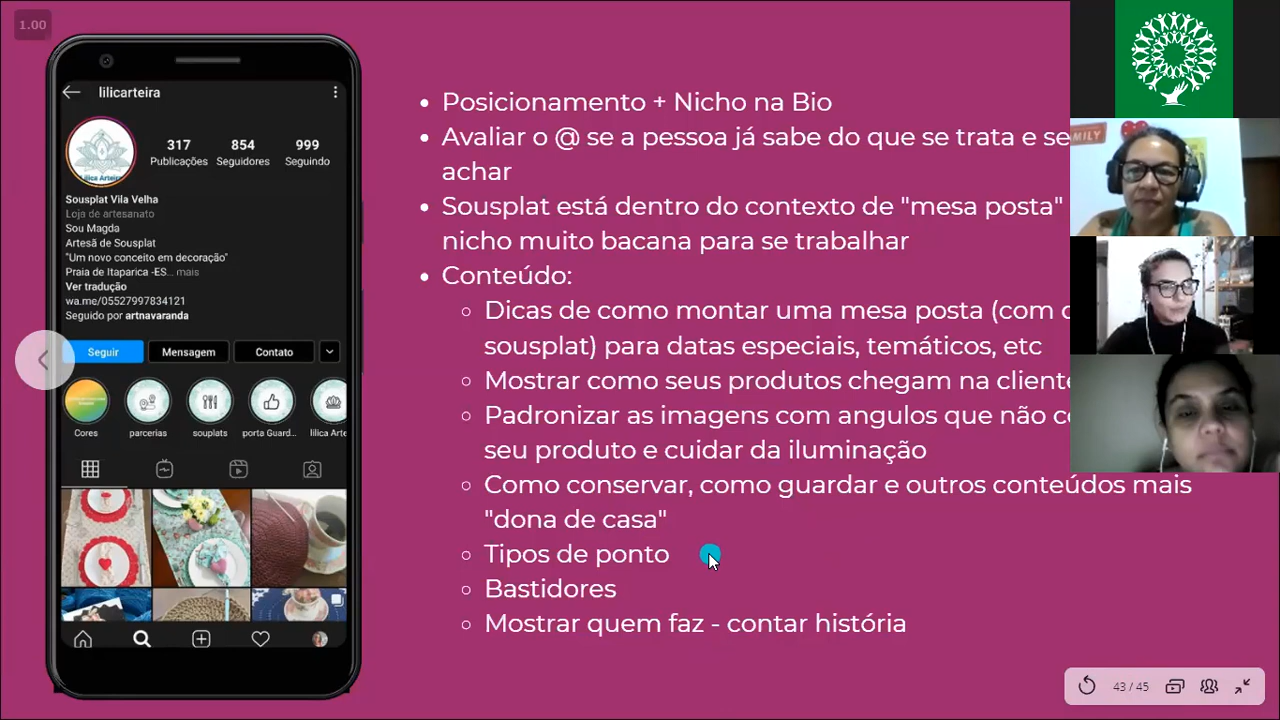 1.00
lilicarteira
317
854
999
Publicações
Seguidores
Seguindo
Lilica Arteira
Sousplat Vila Velha
Loja de artesanato
Sou Magda
Artesã de Sousplat
"Um novo conceito em decoração"
Praia de Itaparica -ES... mais
Ver tradução
wa.me/05527997834121
Seguido por artnavaranda
Seguir
Mensagem
Contato
Cores
parcerias
souplats
porta Guard...
lilica Arte
• Posicionamento + Nicho na Bio
• Avaliar o @ se a pessoa já sabe do que se trata e se
achar
• Sousplat está dentro do contexto de "mesa posta"
nicho muito bacana para se trabalhar
• Conteúdo:
◦ Dicas de como montar uma mesa posta (com
sousplat) para datas especiais, temáticos, etc
◦ Mostrar como seus produtos chegam na cliente
◦ Padronizar as imagens com angulos que não
seu produto e cuidar da iluminação
◦ Como conservar, como guardar e outros conteúdos mais
"dona de casa"
◦ Tipos de ponto
◦ Bastidores
◦ Mostrar quem faz - contar história
FAMILY
43 / 45